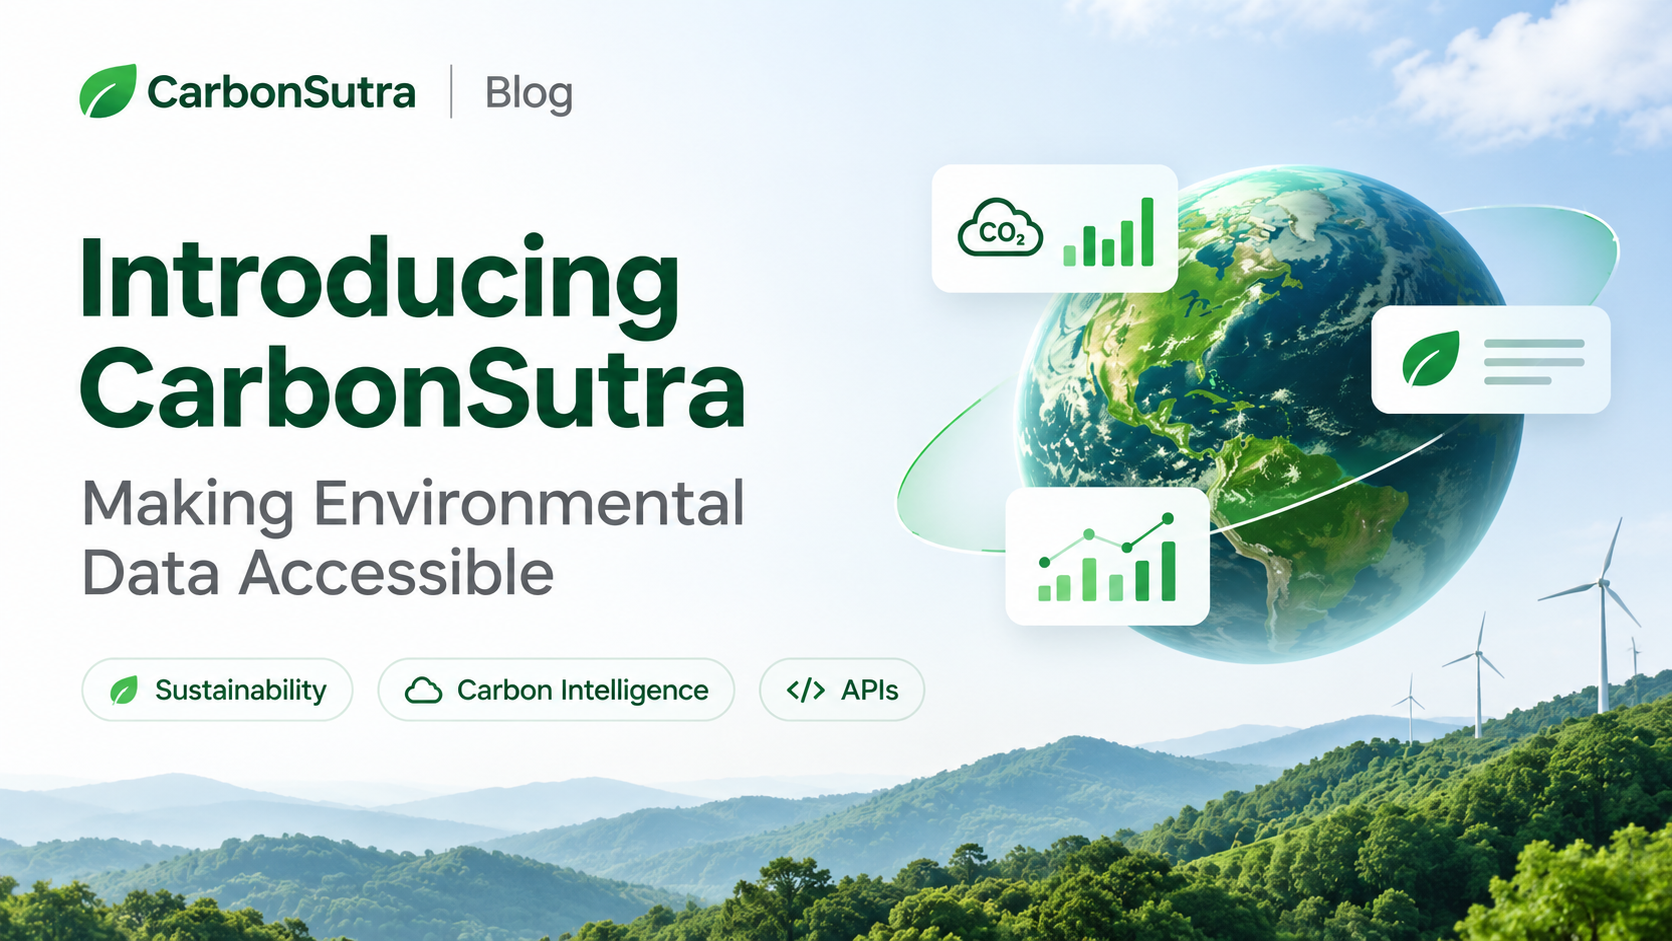 CarbonSutra | Blog
Introducing
CarbonSutra
Making Environmental
Data Accessible
Sustainability
Carbon Intelligence
</> APIs
CO₂